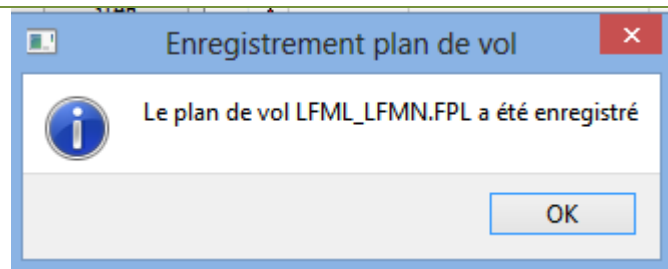 Enregistrement plan de vol
Le plan de vol LFML_LFMN.FPL a été enregistré
OK